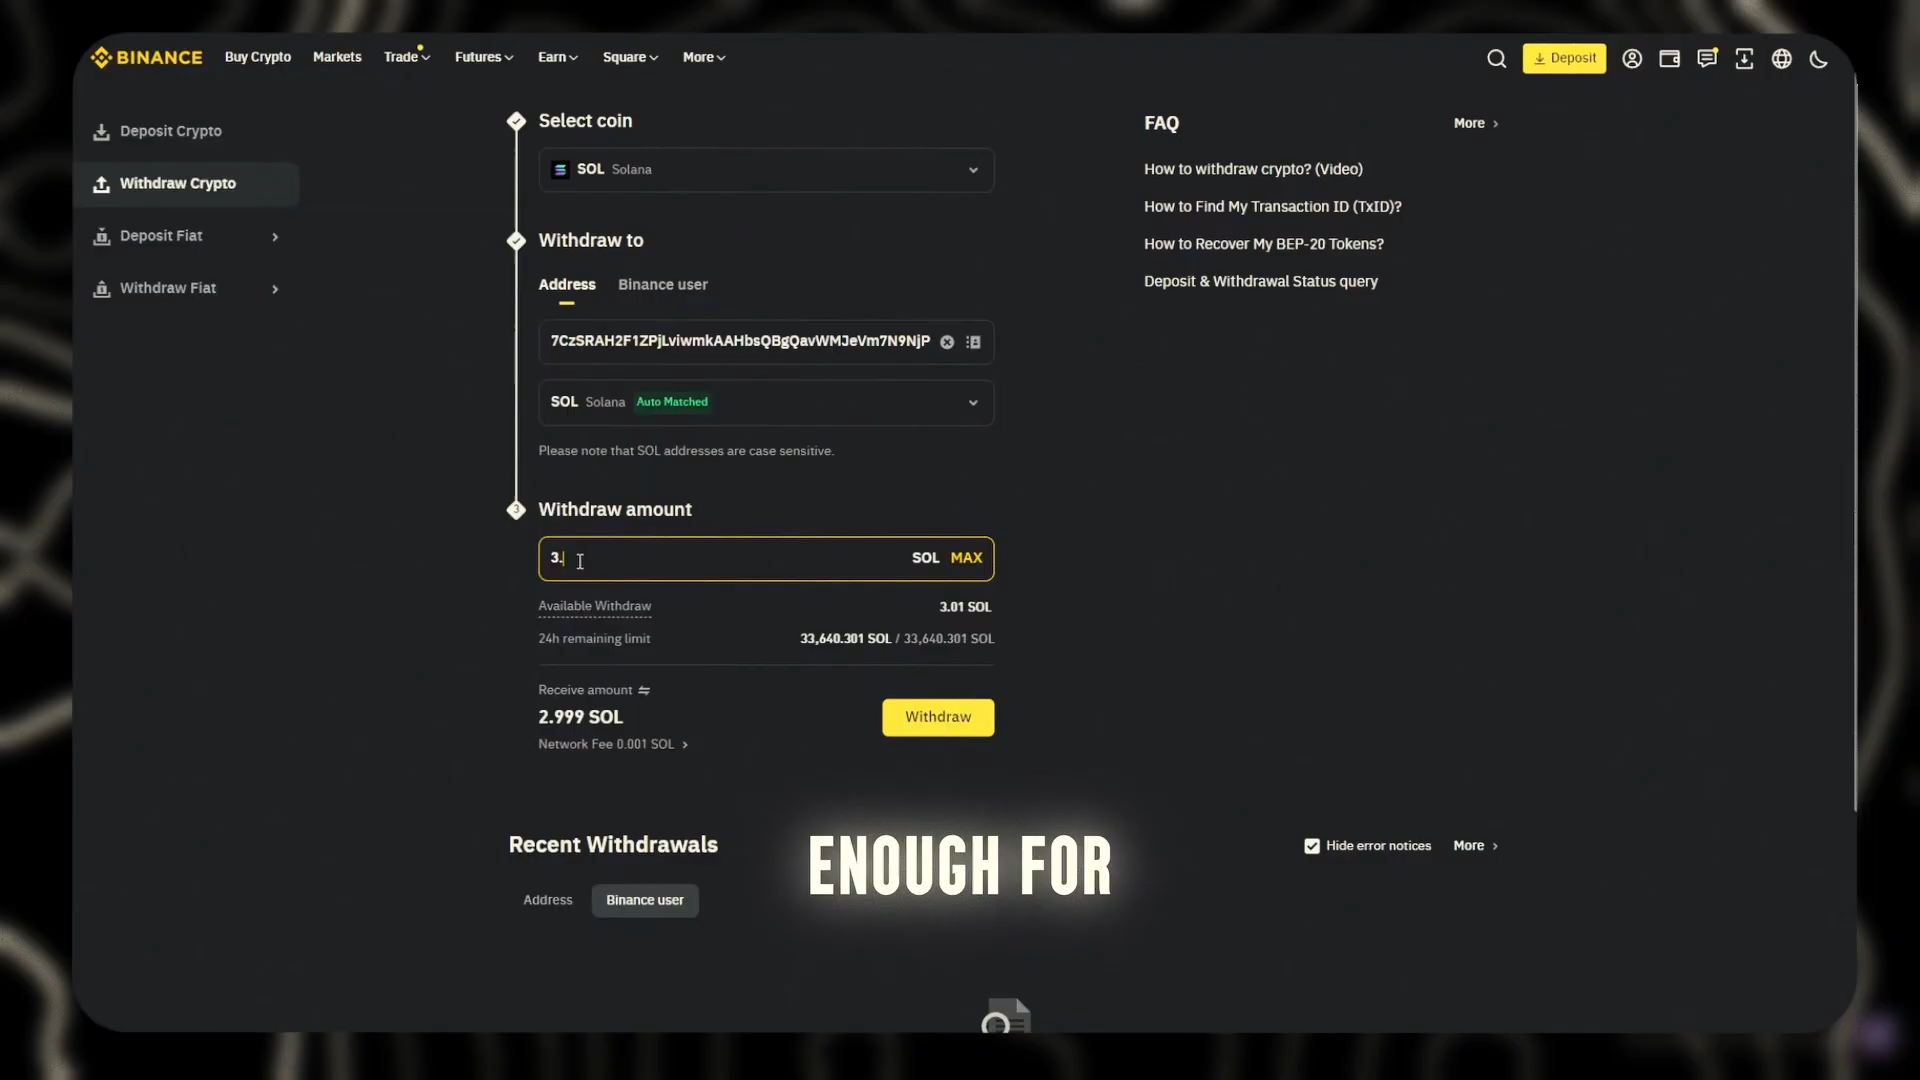 BINANCE Buy Crypto Markets Trade Futures Earn Square More Deposit
Deposit Crypto
Withdraw Crypto
Deposit Fiat
Withdraw Fiat
Select coin
SOL Solana
Withdraw to
Address Binance user
7CzSRAH2F1ZPjLviwmkAAHbsQBgQavWMJeVm7N9NjP
SOL Solana Auto Matched
Please note that SOL addresses are case sensitive.
3 Withdraw amount
3. SOL MAX
Available Withdraw 3.01 SOL
24h remaining limit 33,640.301 SOL / 33,640.301 SOL
Receive amount
2.999 SOL
Network Fee 0.001 SOL
Withdraw
FAQ More
How to withdraw crypto? (Video)
How to Find My Transaction ID (TxID)?
How to Recover My BEP-20 Tokens?
Deposit & Withdrawal Status query
Recent Withdrawals
Hide error notices More
Address Binance user
ENOUGH FOR